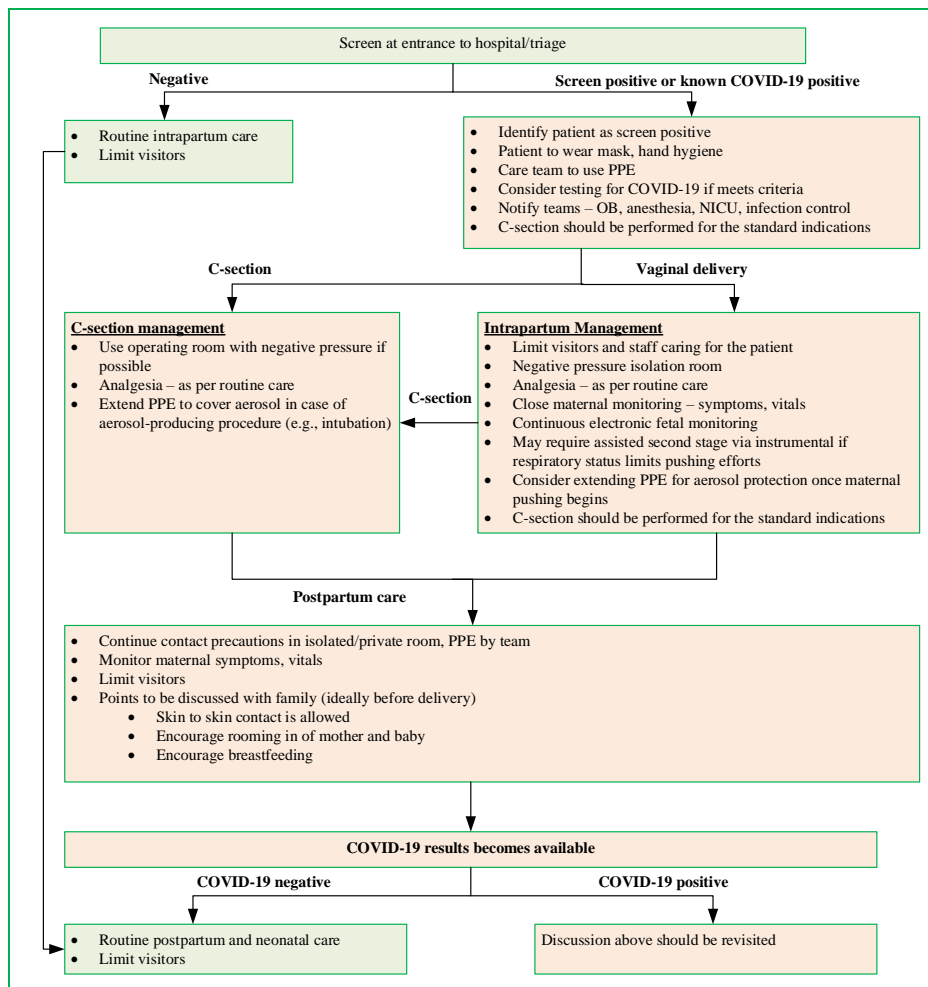 Screen at entrance to hospital/triage
Negative
Screen positive or known COVID-19 positive
• Routine intrapartum care
• Limit visitors
• Identify patient as screen positive
• Patient to wear mask, hand hygiene
• Care team to use PPE
• Consider testing for COVID-19 if meets criteria
• Notify teams – OB, anesthesia, NICU, infection control
• C-section should be performed for the standard indications
C-section
Vaginal delivery
C-section management
• Use operating room with negative pressure if
possible
• Analgesia – as per routine care
• Extend PPE to cover aerosol in case of
aerosol-producing procedure (e.g., intubation)
C-section
Intrapartum Management
• Limit visitors and staff caring for the patient
• Negative pressure isolation room
• Analgesia – as per routine care
• Close maternal monitoring – symptoms, vitals
• Continuous electronic fetal monitoring
• May require assisted second stage via instrumental if
respiratory status limits pushing efforts
• Consider extending PPE for aerosol protection once maternal
pushing begins
• C-section should be performed for the standard indications
Postpartum care
• Continue contact precautions in isolated/private room, PPE by team
• Monitor maternal symptoms, vitals
• Limit visitors
• Points to be discussed with family (ideally before delivery)
• Skin to skin contact is allowed
• Encourage rooming in of mother and baby
• Encourage breastfeeding
COVID-19 results becomes available
COVID-19 negative
COVID-19 positive
• Routine postpartum and neonatal care
• Limit visitors
Discussion above should be revisited